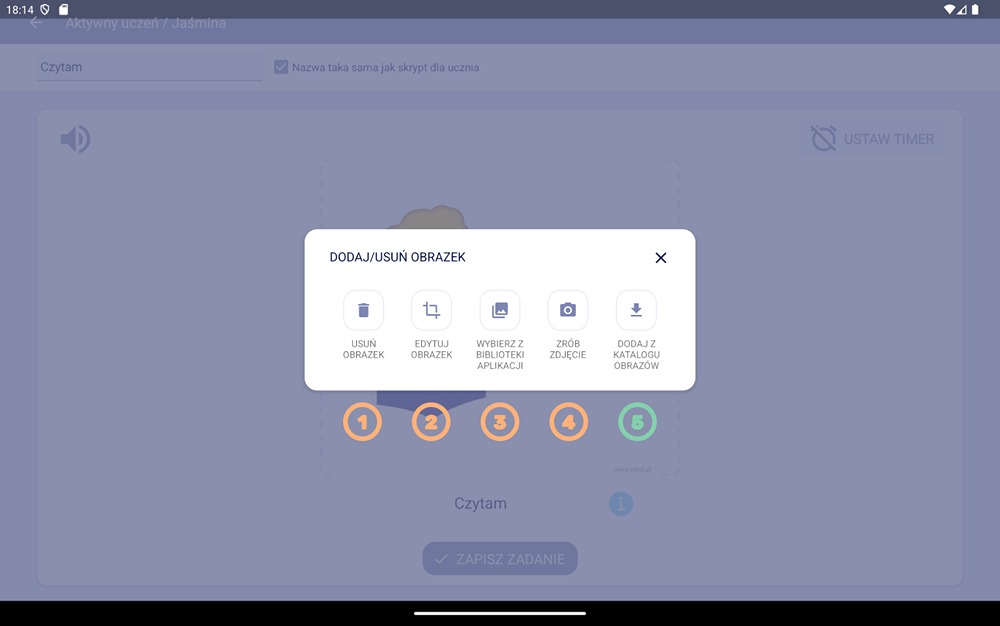 18:14
Aktywny uczeń / Jaśmina
Czytam
Nazwa taka sama jak skrypt dla ucznia
USTAW TIMER
DODAJ/USUŃ OBRAZEK
USUŃ
OBRAZEK
EDYTUJ
OBRAZEK
WYBIERZ Z
BIBLIOTEKI
APLIKACJI
ZRÓB
ZDJĘCIE
DODAJ Z
KATALOGU
OBRAZÓW
1 2 3 4 5
Czytam
ZAPISZ ZADANIE